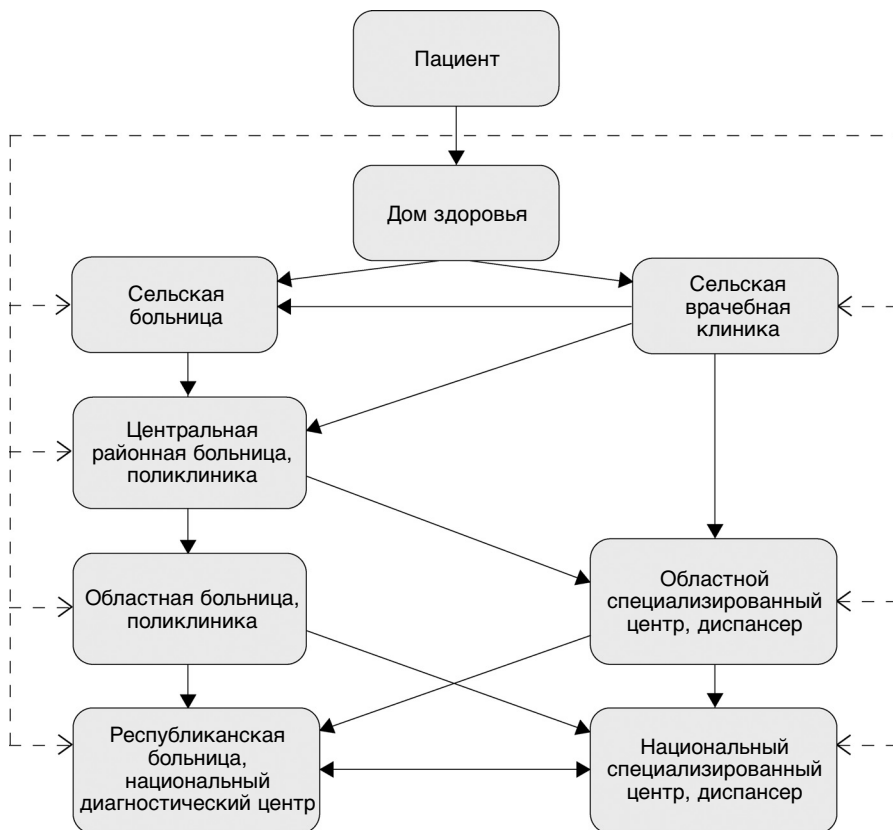 Пациент
Дом здоровья
Сельская
больница
Сельская
врачебная
клиника
Центральная
районная больница,
поликлиника
Областная больница,
поликлиника
Областной
специализированный
центр, диспансер
Республиканская
больница,
национальный
диагностический центр
Национальный
специализированный
центр, диспансер